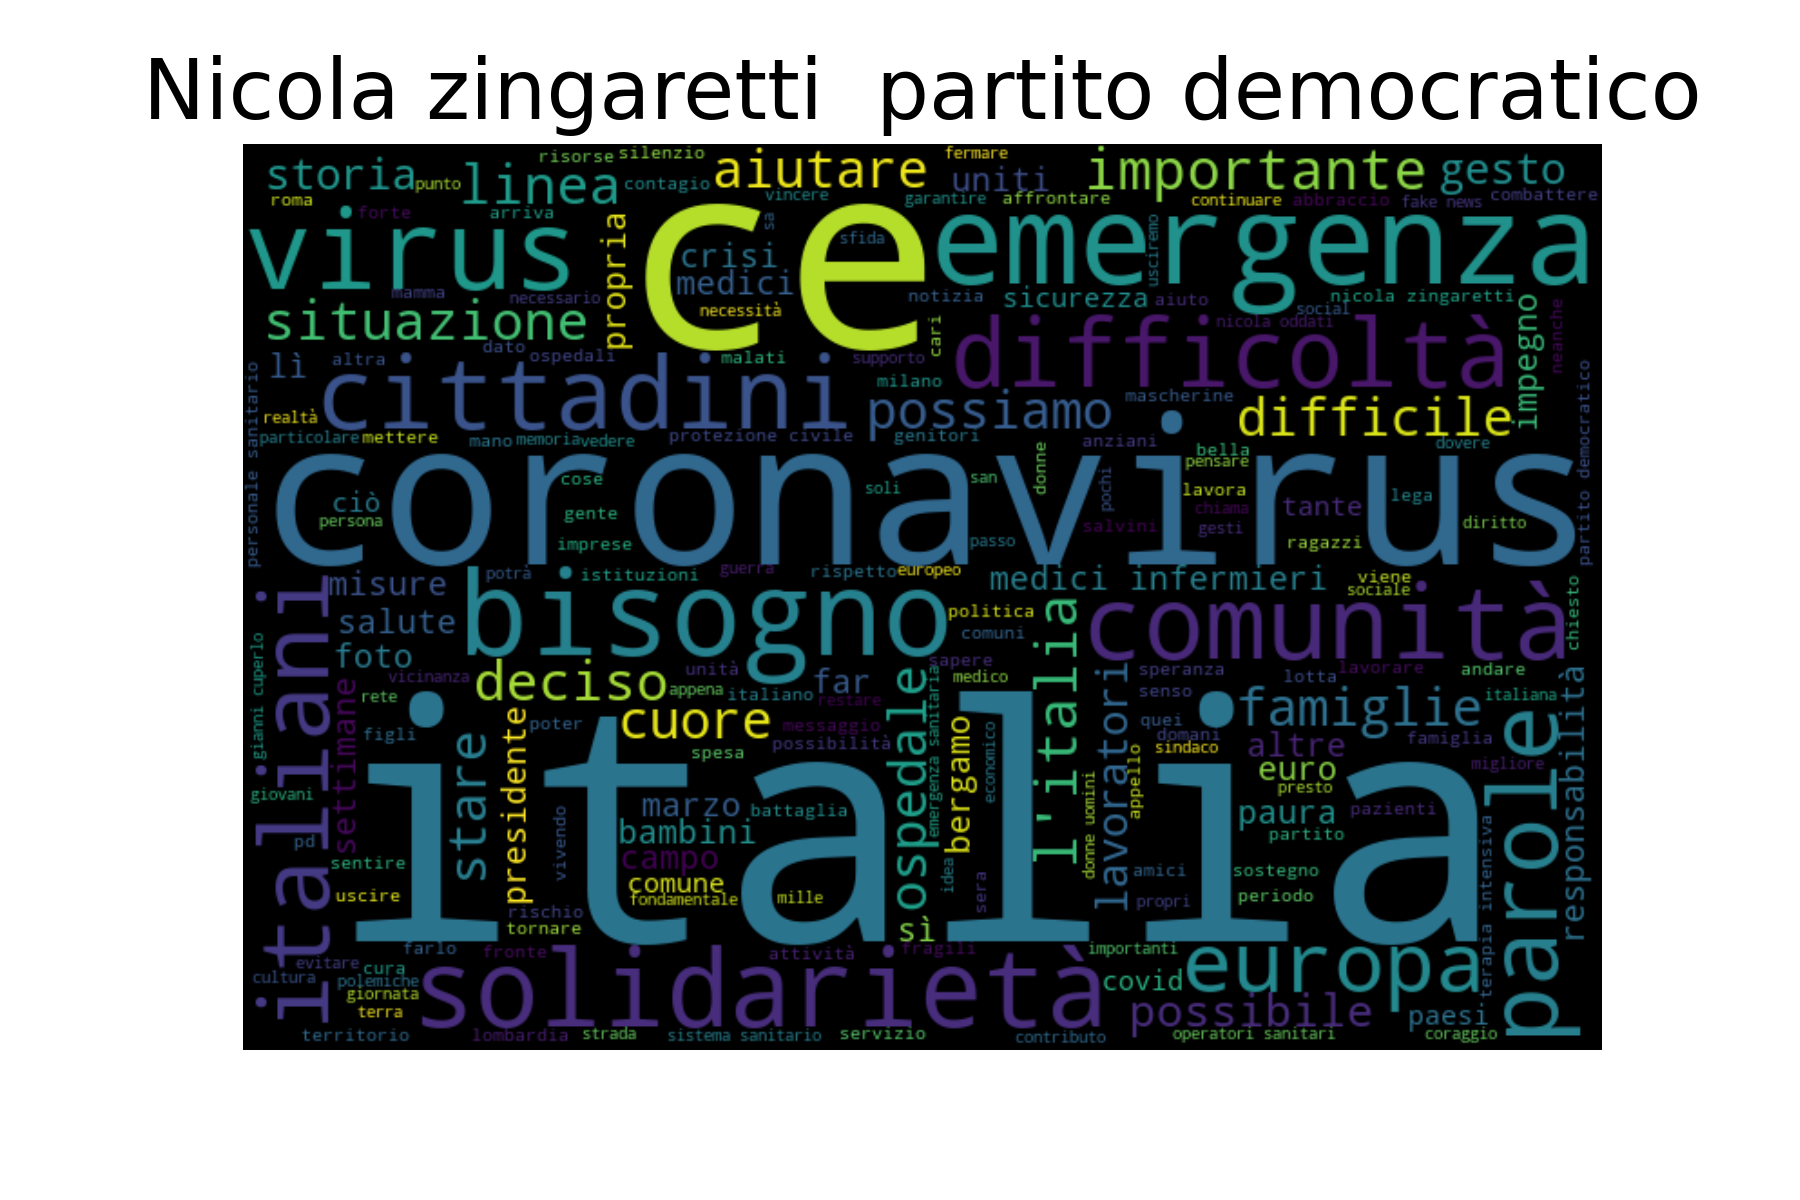 Nicola zingaretti  partito democratico
risorse silenzio
storia punto linea contagio aiutare fermare uniti importante gesto
roma forte arriva vincere garantire affrontare continuare abbraccio fake news combattere
virus propria ce sa sfida emergenza usciremo
crisi
medici
mamma necessario necessità notizia sicurezza aiuto social nicola zingaretti
situazione cari difficoltà nicola oddati impegno neanche
dato ospedali malati supporto
lì altra cittadini milano possiamo mascherine difficile
realtà
particolare mettere mano memoria vedere protezione civile genitori anziani dovere
personale sanitario coronavirus partito democratico
bella
pensare
ciò persona cose gente imprese soli san donne pochi lavora chiama gesti tante lega diritto
salvini passo ragazzi
misure potrà istituzioni guerra rispetto europeo medici infermieri viene
sociale
italiani bisogno politica comuni l'italia comunità chiesto
salute
foto
gianni cuperlo vicinanza deciso unità far sapere medico speranza lotta lavorare andare
rete appena italiano restare senso famiglie italiana
settimane figli stare presidente poter cuore messaggio possibilità ospedale emergenza sanitaria bergamo economico lavoratori quei domani sindaco altre famiglia parole responsabilità
spesa appello euro migliore
giovani italia presto
marzo battaglia donne uomini paura pazienti
pd vivendo bambini partito
sentire campo idea amici sostegno terapia intensiva
uscire comune fondamentale mille sera propri periodo
rischio
tornare sì
farlo fronte attività fragili importanti
evitare cultura cura polemiche solidarietà covid europa
giornata
terra possibile paesi
territorio lombardia strada sistema sanitario servizio contributo operatori sanitari coraggio